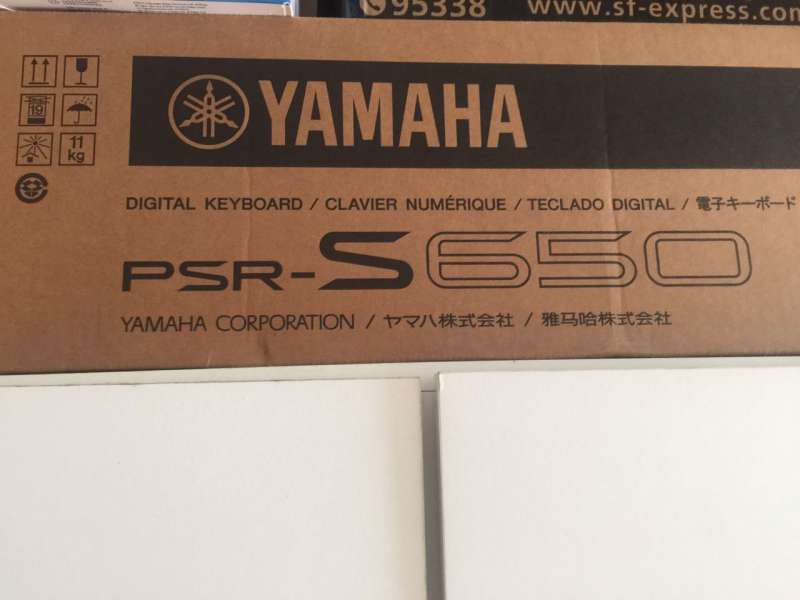 95338 www.sf-express.com
YAMAHA
11
kg
DIGITAL KEYBOARD / CLAVIER NUMÉRIQUE / TECLADO DIGITAL / 電子キーボード
PSR-S650
YAMAHA CORPORATION / ヤマハ株式会社 / 雅马哈株式会社